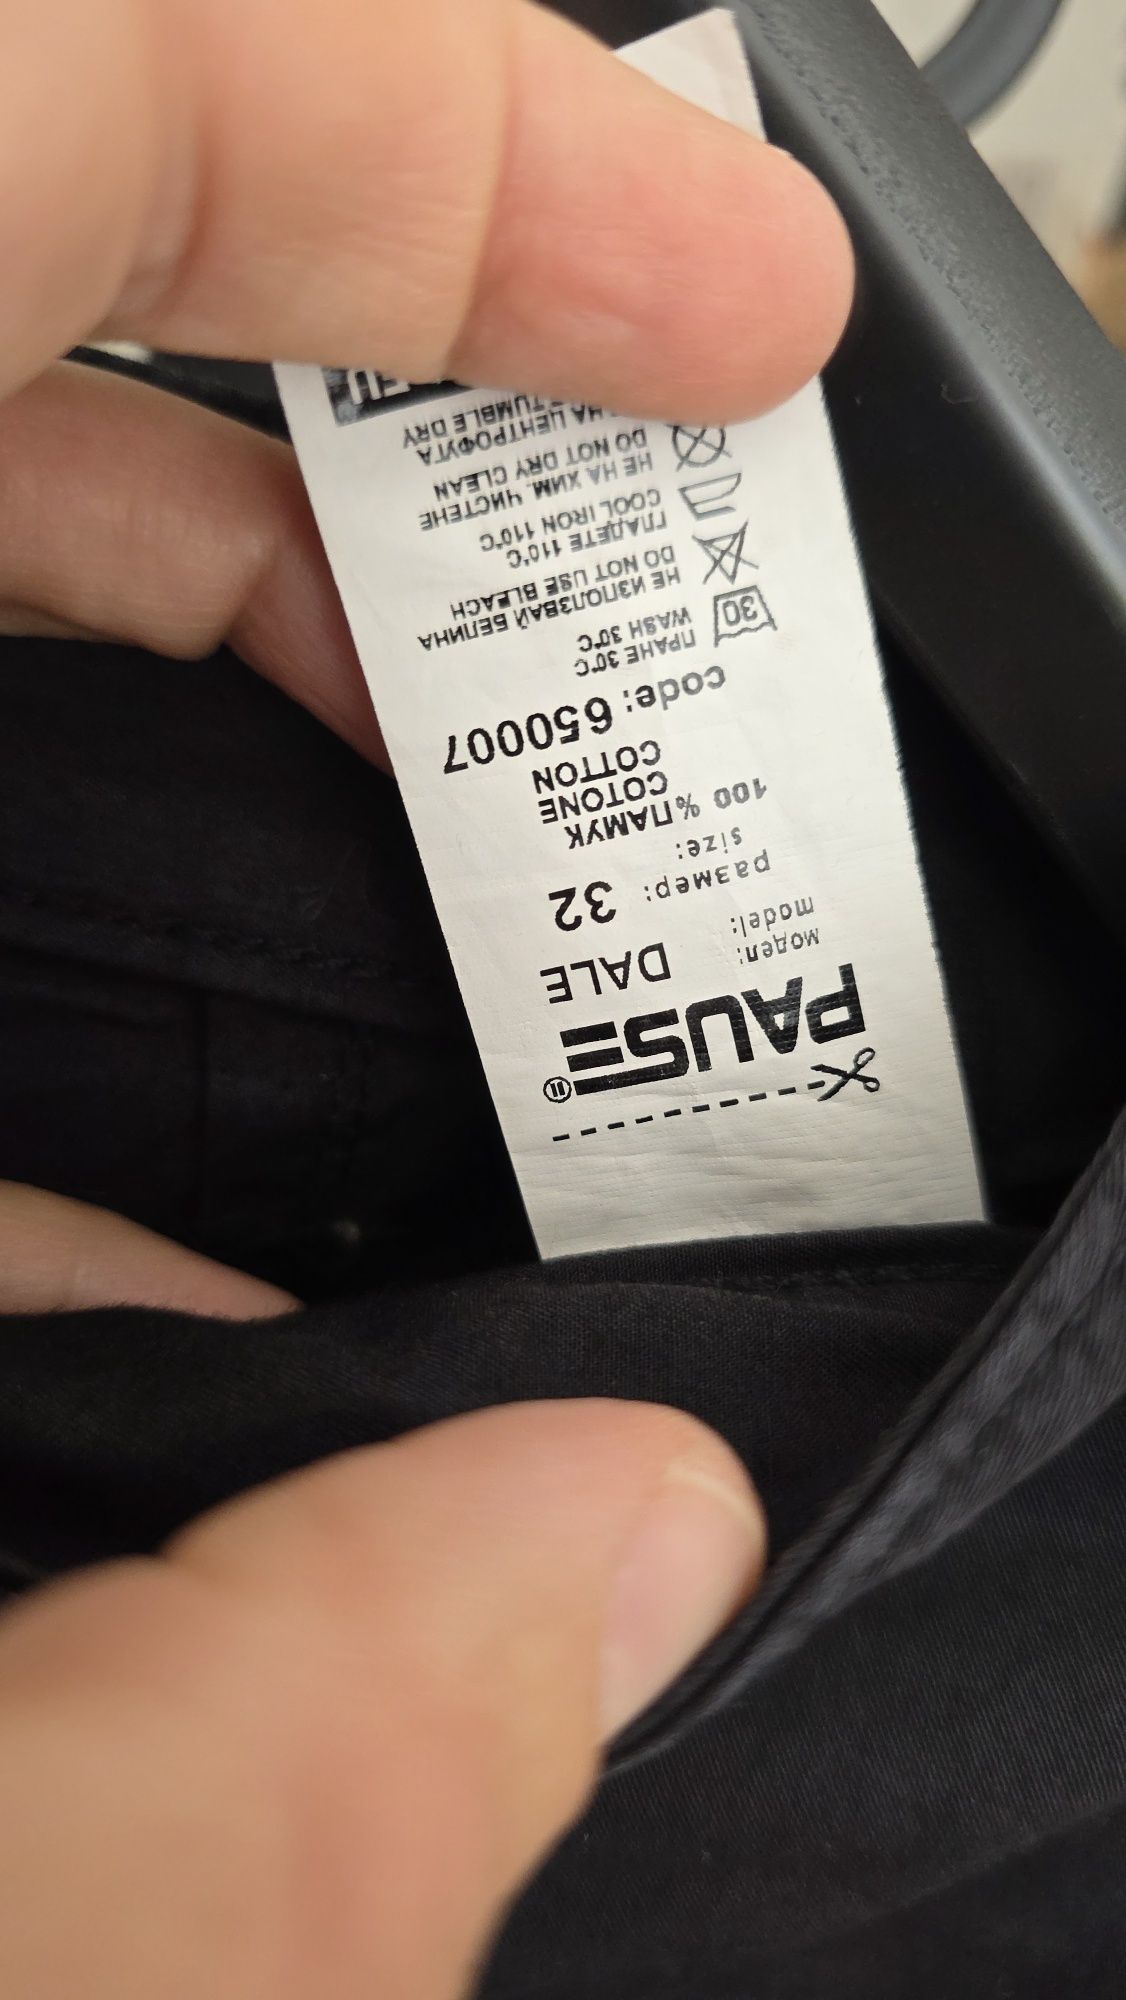 PAUSE
модел: DALE
model:
размер: 32
size:
100 % ПАМУК
COTONE
COTTON
code: 650007
30 ПРАНЕ 30°C
WASH 30°C
НЕ ИЗПОЛЗВАЙ БЕЛИНА
DO NOT USE BLEACH
ГЛАДЕТЕ 110°C
COOL IRON 110°C
НЕ НА ХИМ. ЧИСТЕНЕ
DO NOT DRY CLEAN
НА ЦЕНТРОФУГА
TUMBLE DRY